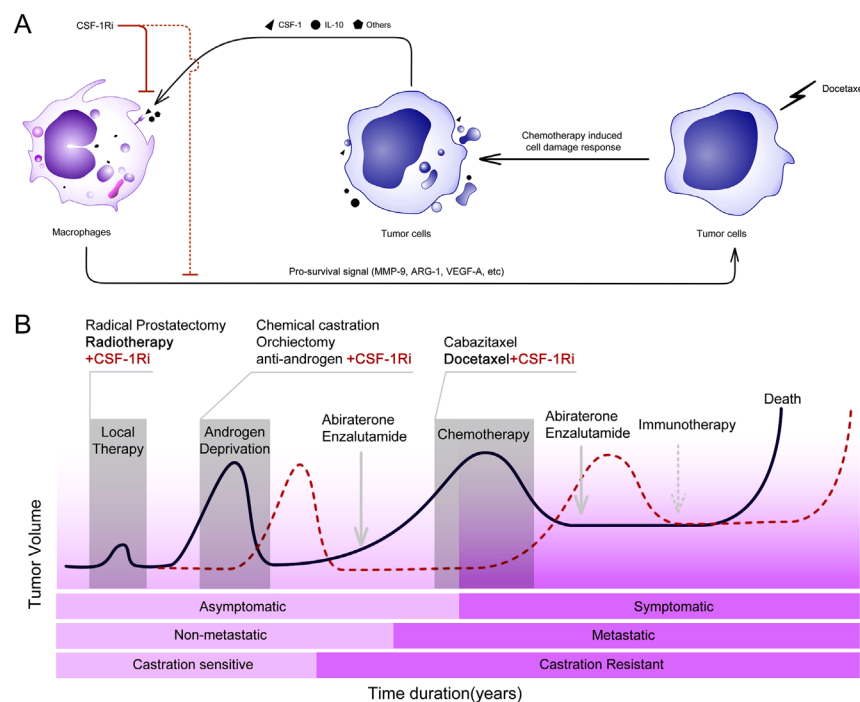 A
CSF-1Ri
CSF-1 IL-10 Others
Docetaxe
Chemotherapy induced
cell damage response
Macrophages
Tumor cells
Tumor cells
Pro-survival signal (MMP-9, ARG-1, VEGF-A, etc)
B
Radical Prostatectomy
Radiotherapy
+CSF-1Ri
Chemical castration
Orchiectomy
anti-androgen +CSF-1Ri
Cabazitaxel
Docetaxel+CSF-1Ri
Local
Therapy
Androgen
Deprivation
Abiraterone
Enzalutamide
Chemotherapy
Abiraterone
Enzalutamide
Immunotherapy
Death
Tumor Volume
Asymptomatic
Symptomatic
Non-metastatic
Metastatic
Castration sensitive
Castration Resistant
Time duration(years)